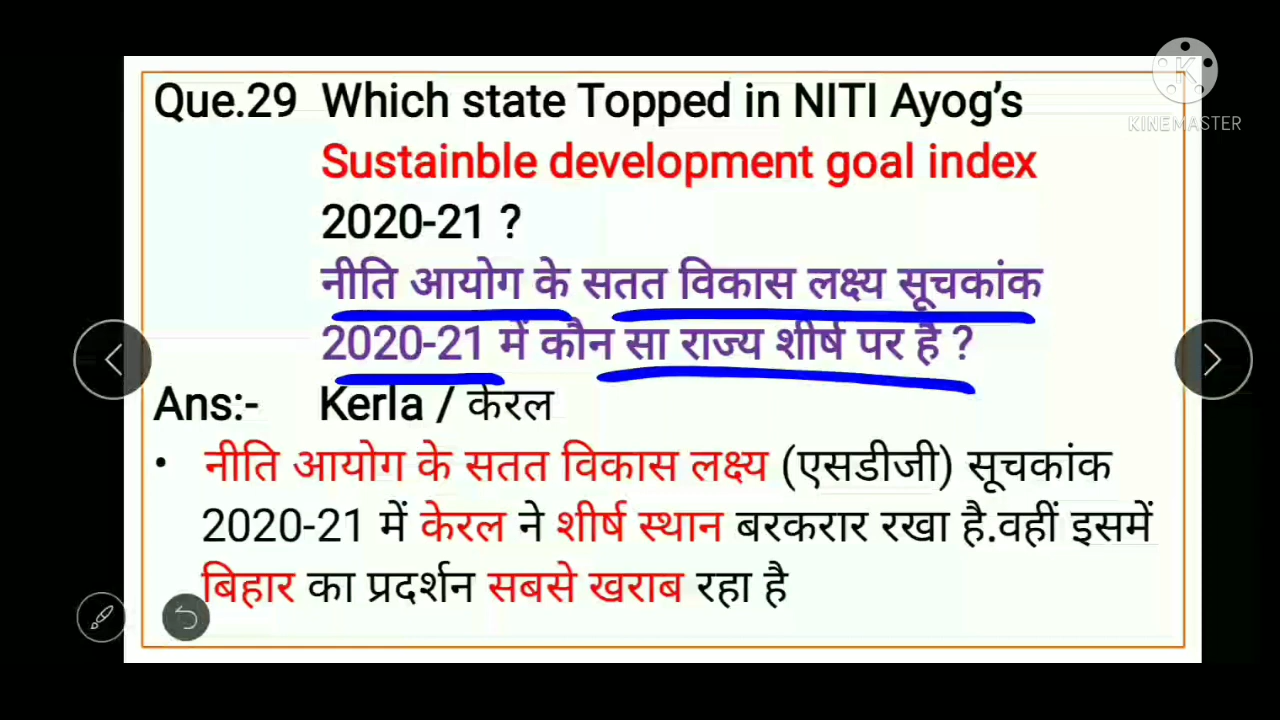 Que.29 Which state Topped in NITI Ayog's
Sustainble development goal index
2020-21 ?
नीति आयोग के सतत विकास लक्ष्य सूचकांक
2020-21 में कौन सा राज्य शीर्ष पर है ?
Ans:- Kerla / केरल
• नीति आयोग के सतत विकास लक्ष्य (एसडीजी) सूचकांक
2020-21 में केरल ने शीर्ष स्थान बरकरार रखा है.वहीं इसमें
बिहार का प्रदर्शन सबसे खराब रहा है
K
KINEMASTER